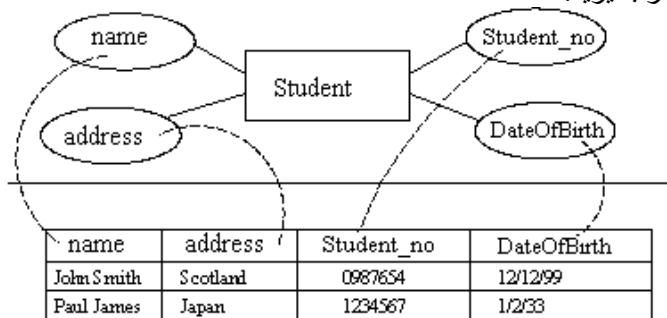 name
Student_no
Student
address
DateOfBirth
name address Student_no DateOfBirth
John Smith Scotland 0987654 12/12/99
Paul James Japan 1234567 1/2/33